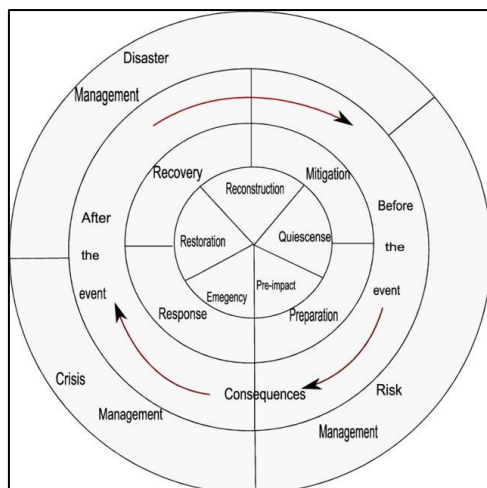 Disaster
Management
Recovery
Reconstruction
Mitigation
After
the
event
Before
the
event
Restoration
Quiescense
Emegency
Pre-impact
Response
Preparation
Consequences
Crisis
Management
Risk
Management